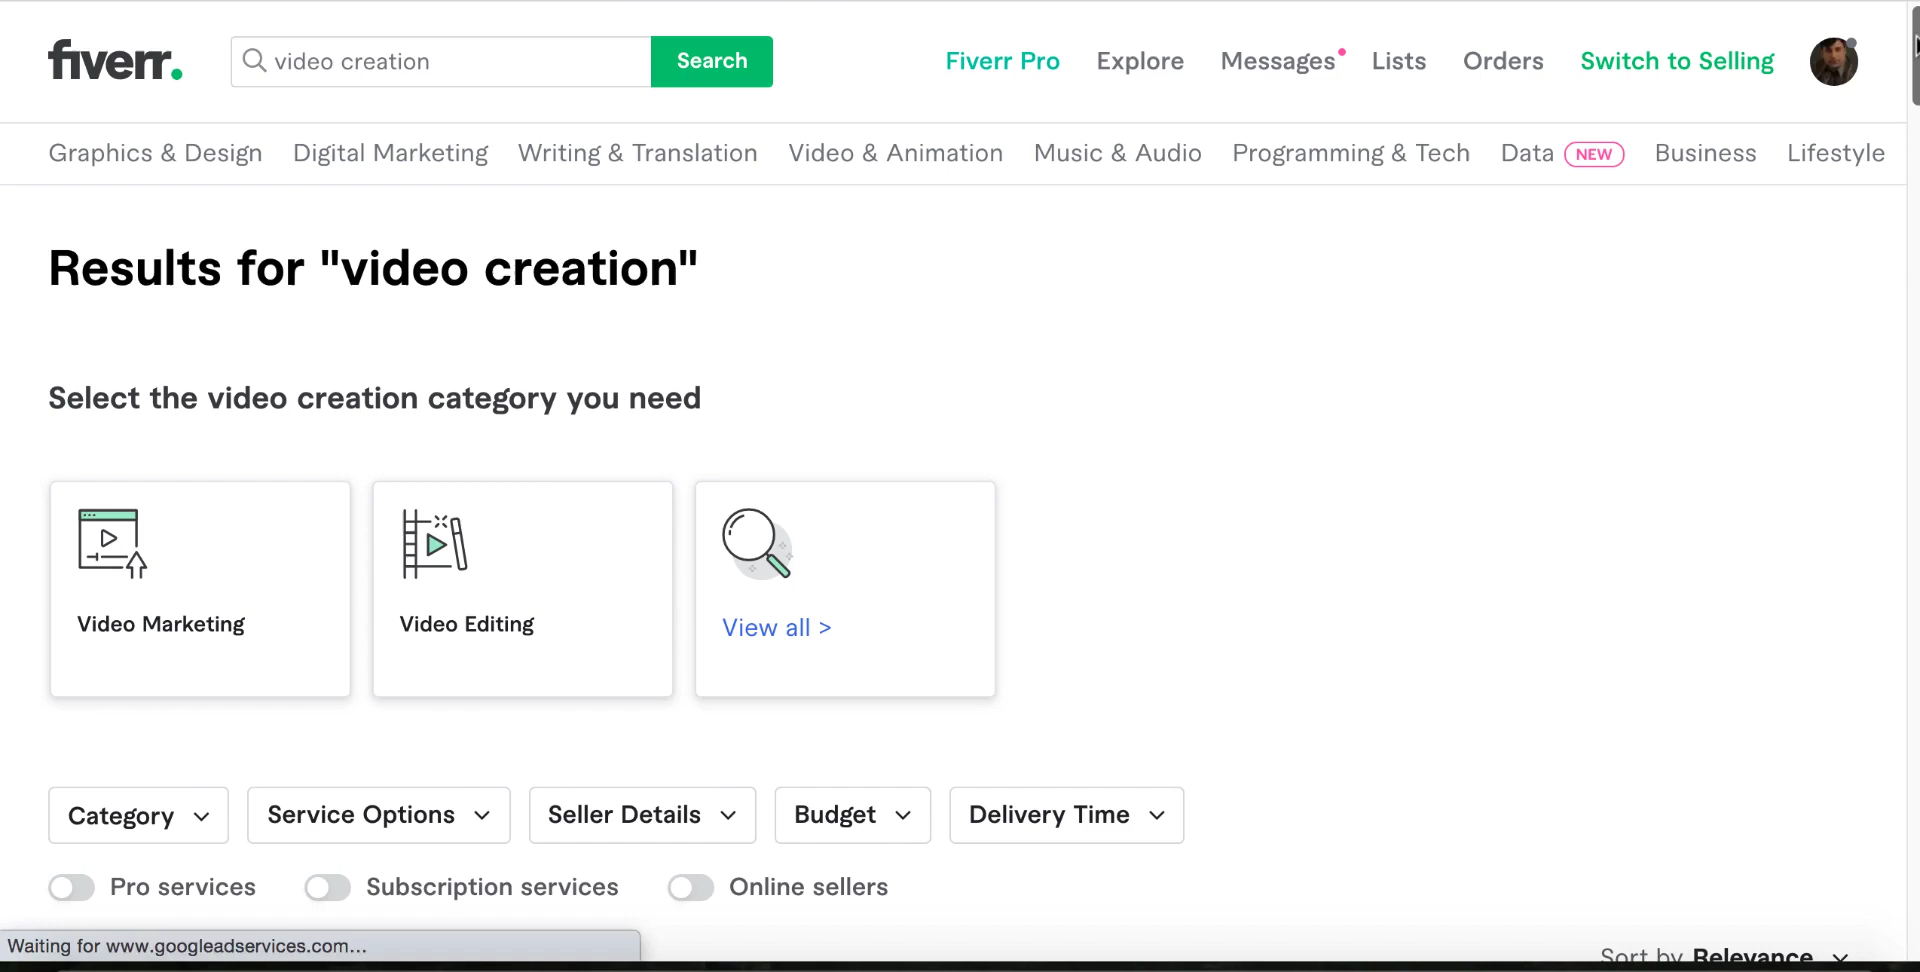 fiverr.
video creation
Search
Fiverr Pro
Explore
Messages
Lists
Orders
Switch to Selling
Graphics & Design
Digital Marketing
Writing & Translation
Video & Animation
Music & Audio
Programming & Tech
Data NEW
Business
Lifestyle
Results for "video creation"
Select the video creation category you need
Video Marketing
Video Editing
View all >
Category
Service Options
Seller Details
Budget
Delivery Time
Pro services
Subscription services
Online sellers
Waiting for www.googleadservices.com...
Sort by Relevance